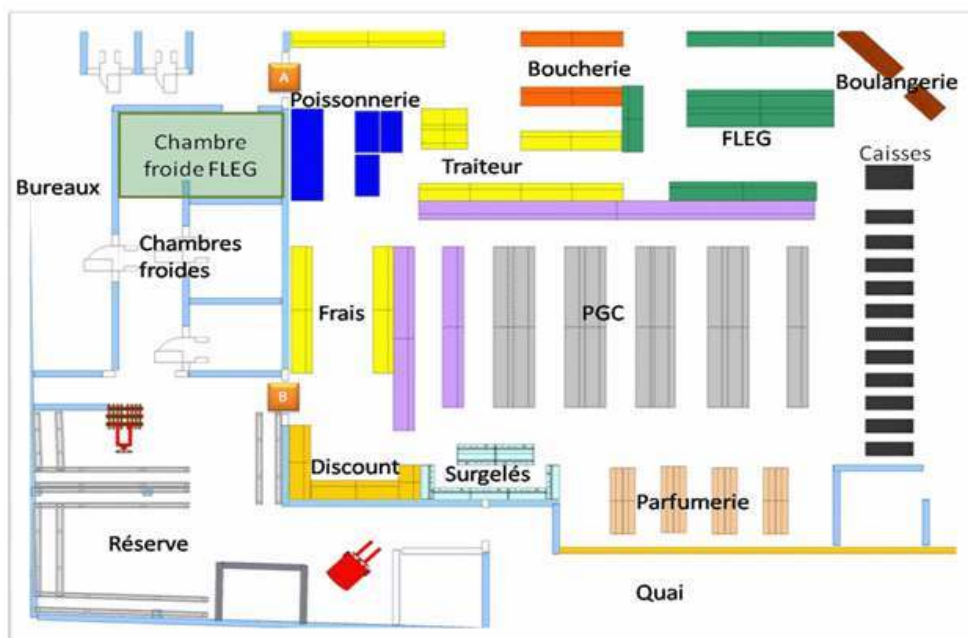 A
Boucherie
Boulangerie
Poissonnerie
Chambre
froide FLEG
FLEG
Caisses
Traiteur
Bureaux
Chambres
froides
Frais
PGC
B
Discount
Surgelés
Parfumerie
Réserve
Quai